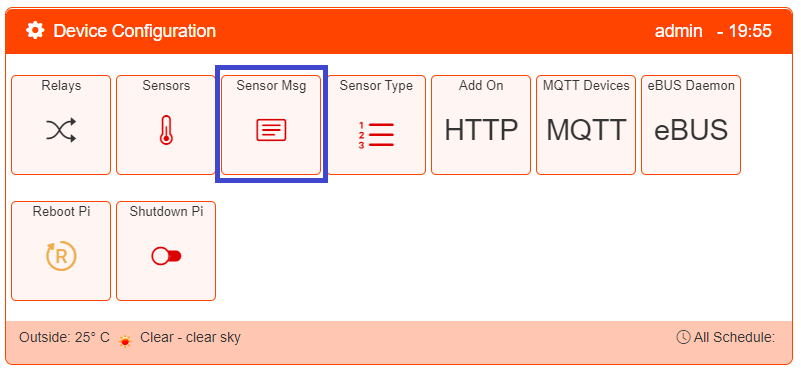 Device Configuration
admin - 19:55
Relays
Sensors
Sensor Msg
Sensor Type
1
2
3
Add On
HTTP
MQTT Devices
MQTT
eBUS Daemon
eBUS
Reboot Pi
R
Shutdown Pi
Outside: 25° C Clear - clear sky
All Schedule: